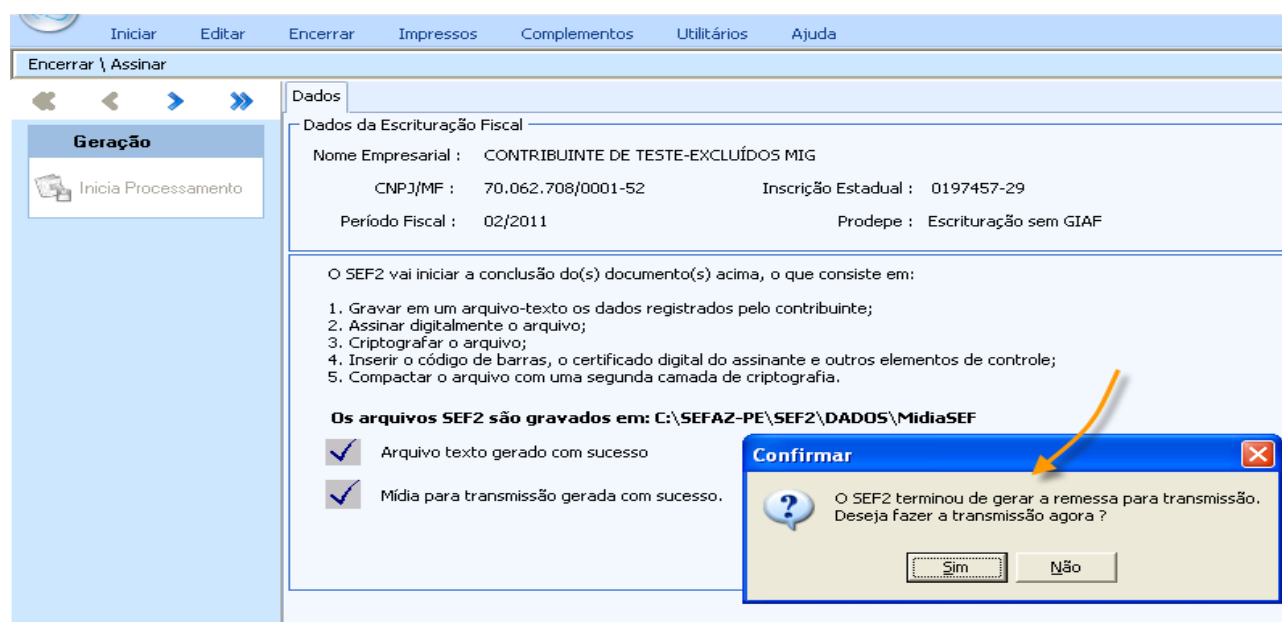 Iniciar Editar Encerrar Impressos Complementos Utilitários Ajuda
Encerrar \ Assinar
Dados
Geração
Inicia Processamento
Dados da Escrituração Fiscal
Nome Empresarial : CONTRIBUINTE DE TESTE-EXCLUÍDOS MIG
CNPJ/MF : 70.062.708/0001-52 Inscrição Estadual : 0197457-29
Período Fiscal : 02/2011 Prodepe : Escrituração sem GIAF
O SEF2 vai iniciar a conclusão do(s) documento(s) acima, o que consiste em:
1. Gravar em um arquivo-texto os dados registrados pelo contribuinte;
2. Assinar digitalmente o arquivo;
3. Criptografar o arquivo;
4. Inserir o código de barras, o certificado digital do assinante e outros elementos de controle;
5. Compactar o arquivo com uma segunda camada de criptografia.
Os arquivos SEF2 são gravados em: C:\SEFAZ-PE\SEF2\DADOS\MidiaSEF
Arquivo texto gerado com sucesso
Mídia para transmissão gerada com sucesso.
Confirmar
O SEF2 terminou de gerar a remessa para transmissão.
Deseja fazer a transmissão agora ?
Sim Não